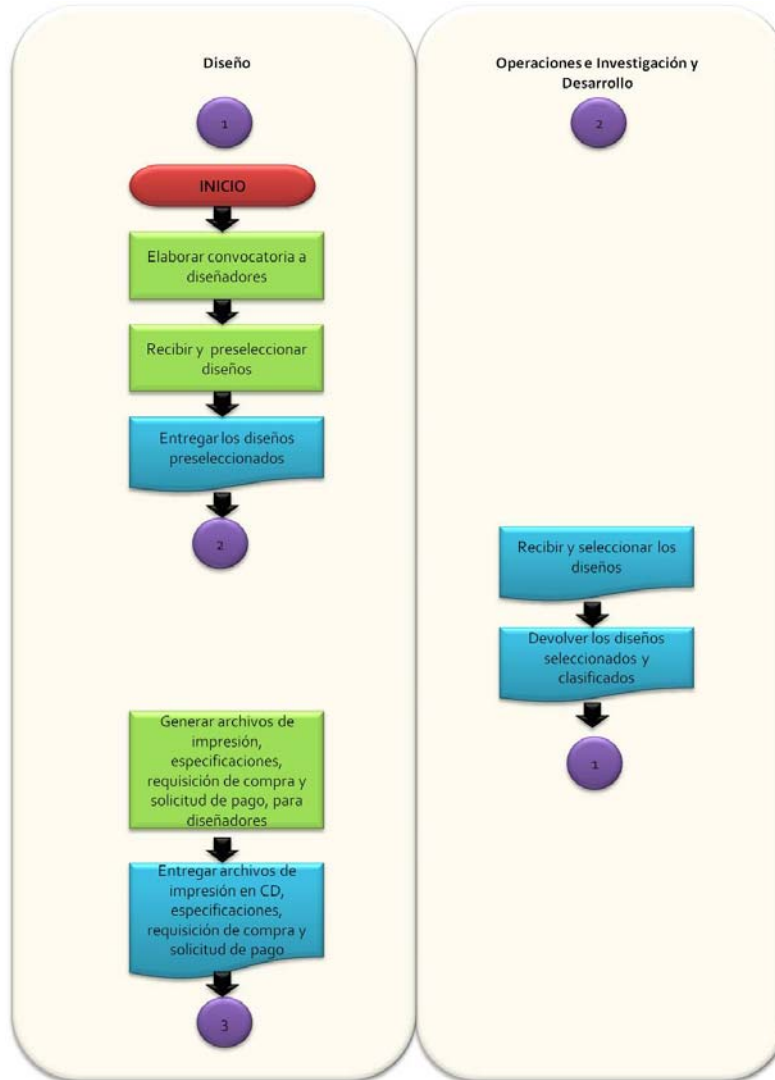 Diseño
1
INICIO
Elaborar convocatoria a
diseñadores
Recibir y preseleccionar
diseños
Entregar los diseños
preseleccionados
2
Generar archivos de
impresión,
especificaciones,
requisición de compra y
solicitud de pago, para
diseñadores
Entregar archivos de
impresión en CD,
especificaciones,
requisición de compra y
solicitud de pago
3
Operaciones e Investigación y
Desarrollo
2
Recibir y seleccionar los
diseños
Devolver los diseños
seleccionados y
clasificados
1